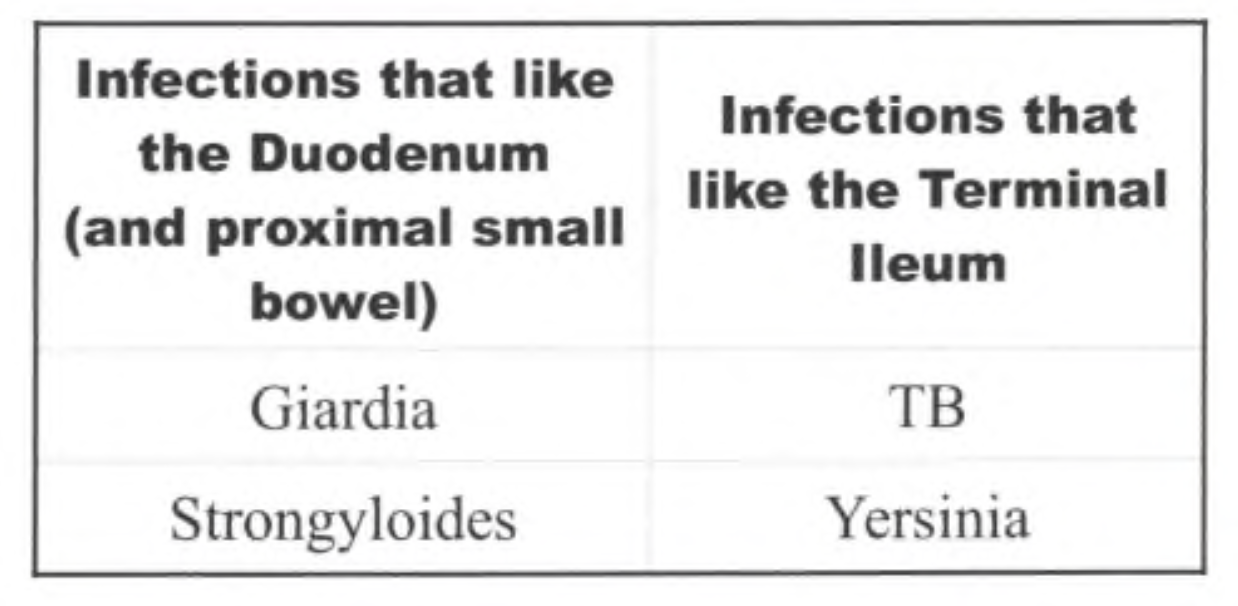 Infections that like
the Duodenum
(and proximal small
bowel)
Infections that
like the Terminal
Ileum
Giardia
TB
Strongyloides
Yersinia